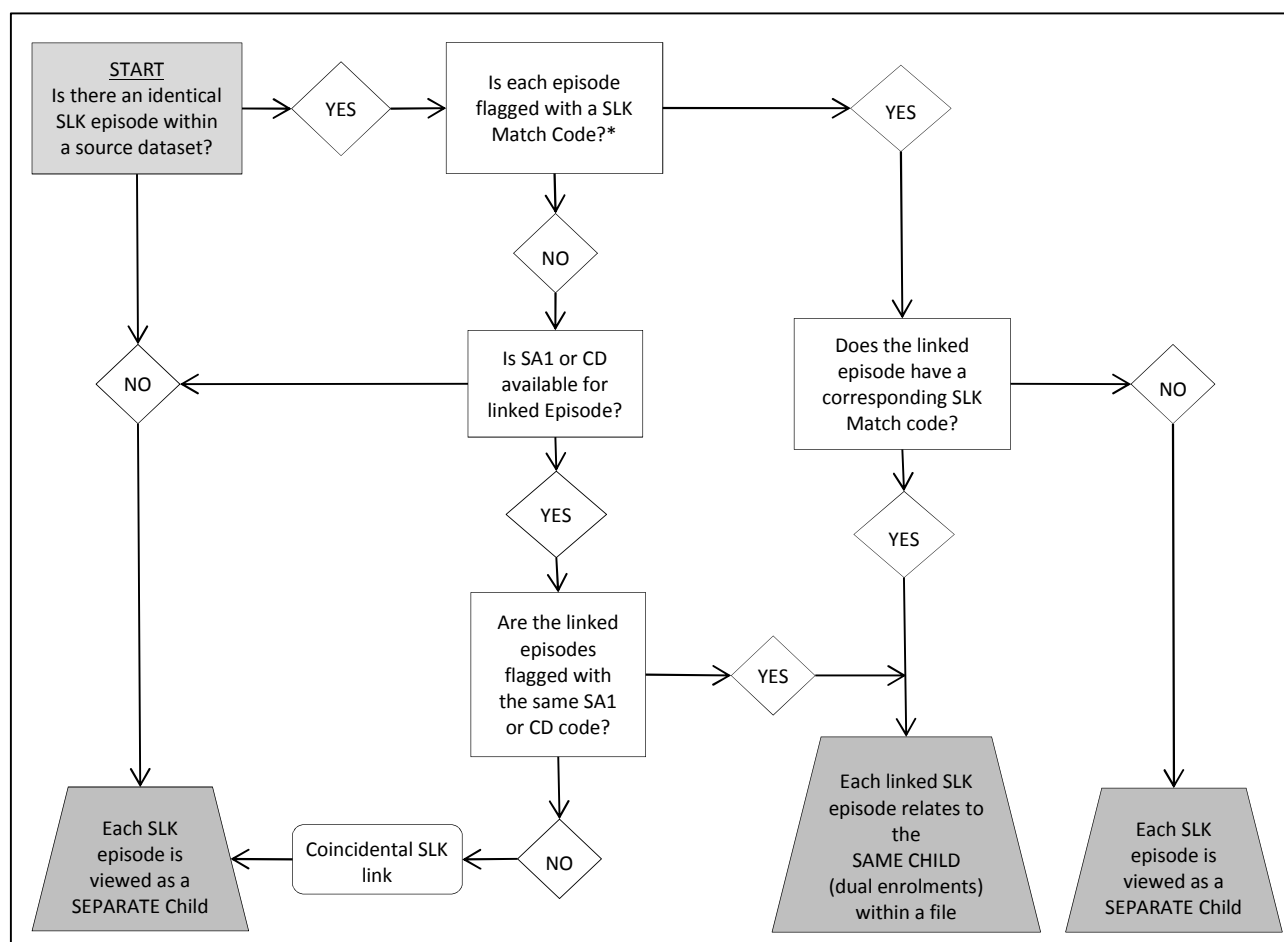 START
Is there an identical
SLK episode within
a source dataset?
YES
Is each episode
flagged with a SLK
Match Code?*
YES
NO
Is SA1 or CD
available for
linked Episode?
NO
Does the linked
episode have a
corresponding SLK
Match code?
NO
YES
YES
Are the linked
episodes
flagged with
the same SA1
or CD code?
YES
Each SLK
episode is
viewed as a
SEPARATE Child
Coincidental SLK
link
NO
Each linked SLK
episode relates to
the
SAME CHILD
(dual enrolments)
within a file
Each SLK
episode is
viewed as a
SEPARATE Child